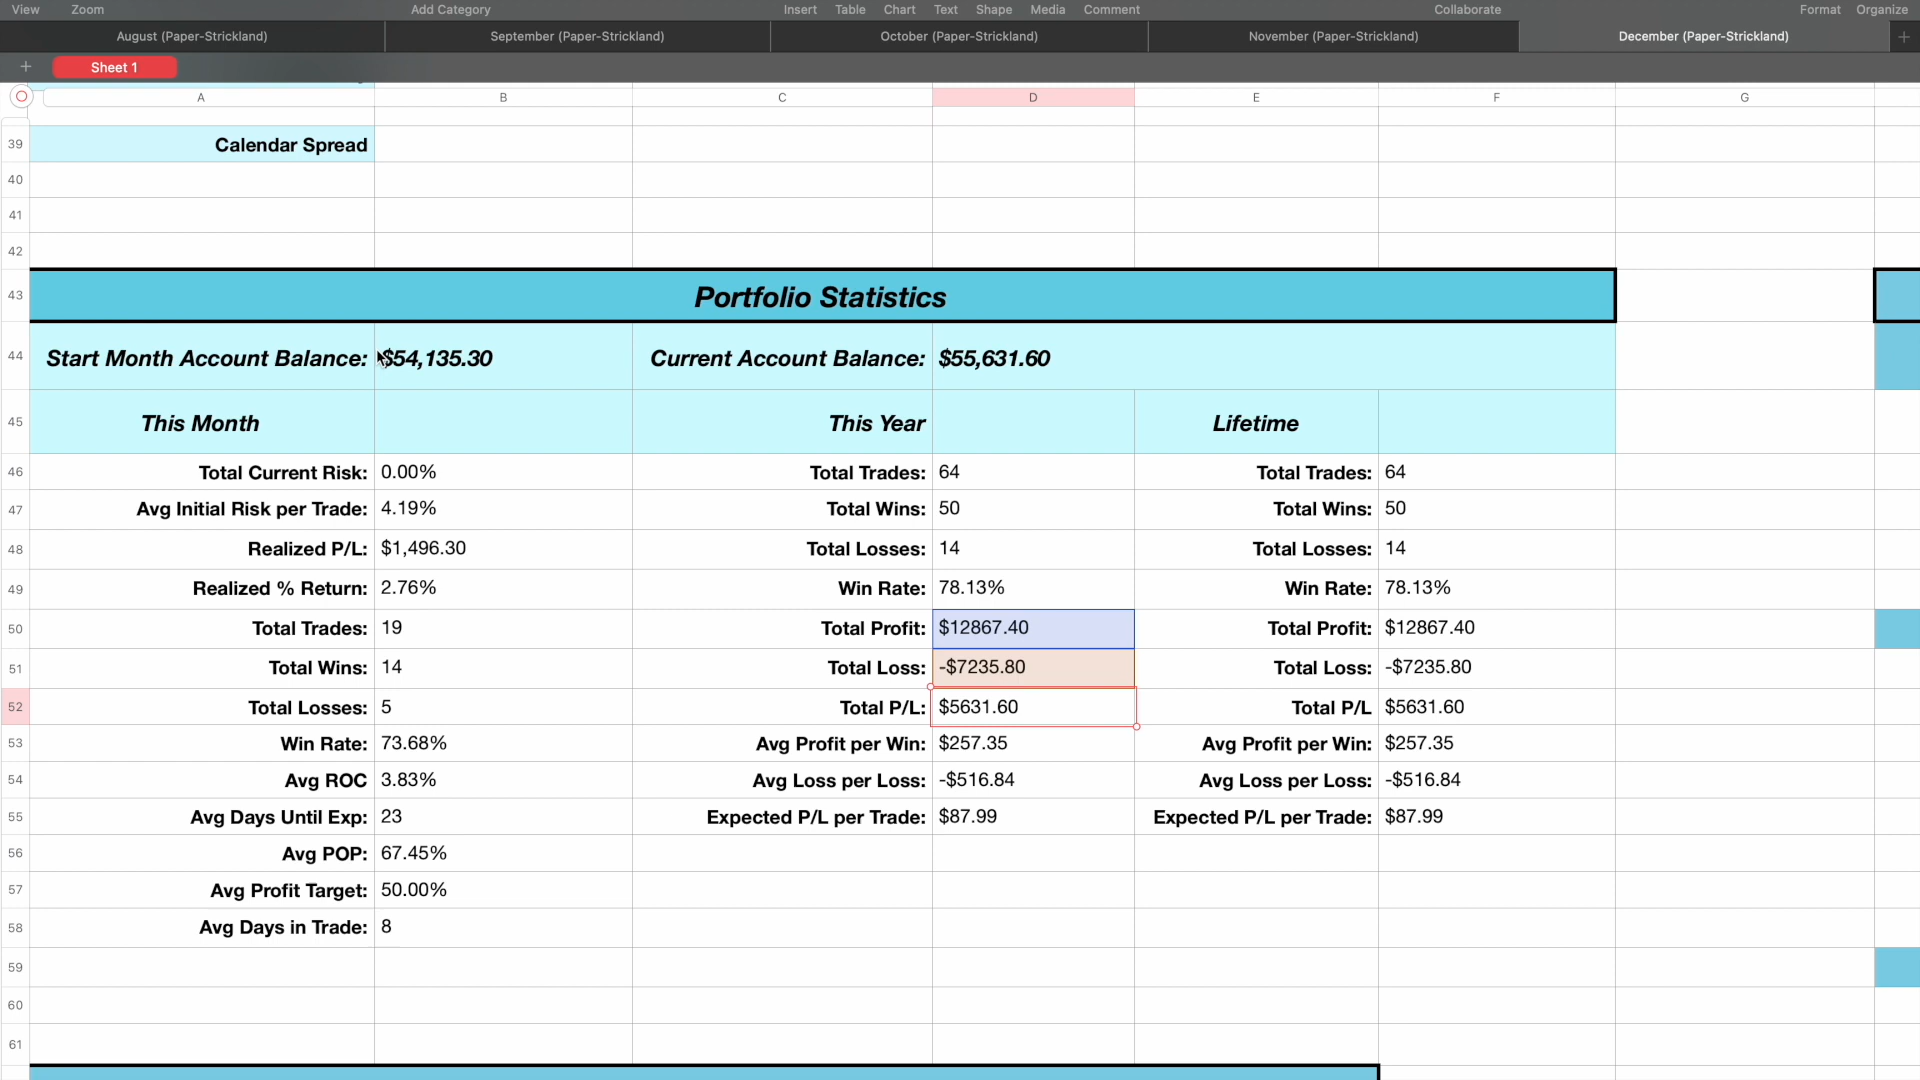 View Zoom Add Category Insert Table Chart Text Shape Media Comment Collaborate Format Organize
August (Paper-Strickland) September (Paper-Strickland) October (Paper-Strickland) November (Paper-Strickland) December (Paper-Strickland) +
+ Sheet 1
A B C D E F G
39 Calendar Spread
40
41
42
43 Portfolio Statistics
44 Start Month Account Balance: $54,135.30 Current Account Balance: $55,631.60
45 This Month This Year Lifetime
46 Total Current Risk: 0.00% Total Trades: 64 Total Trades: 64
47 Avg Initial Risk per Trade: 4.19% Total Wins: 50 Total Wins: 50
48 Realized P/L: $1,496.30 Total Losses: 14 Total Losses: 14
49 Realized % Return: 2.76% Win Rate: 78.13% Win Rate: 78.13%
50 Total Trades: 19 Total Profit: $12867.40 Total Profit: $12867.40
51 Total Wins: 14 Total Loss: -$7235.80 Total Loss: -$7235.80
52 Total Losses: 5 Total P/L: $5631.60 Total P/L $5631.60
53 Win Rate: 73.68% Avg Profit per Win: $257.35 Avg Profit per Win: $257.35
54 Avg ROC 3.83% Avg Loss per Loss: -$516.84 Avg Loss per Loss: -$516.84
55 Avg Days Until Exp: 23 Expected P/L per Trade: $87.99 Expected P/L per Trade: $87.99
56 Avg POP: 67.45%
57 Avg Profit Target: 50.00%
58 Avg Days in Trade: 8
59
60
61